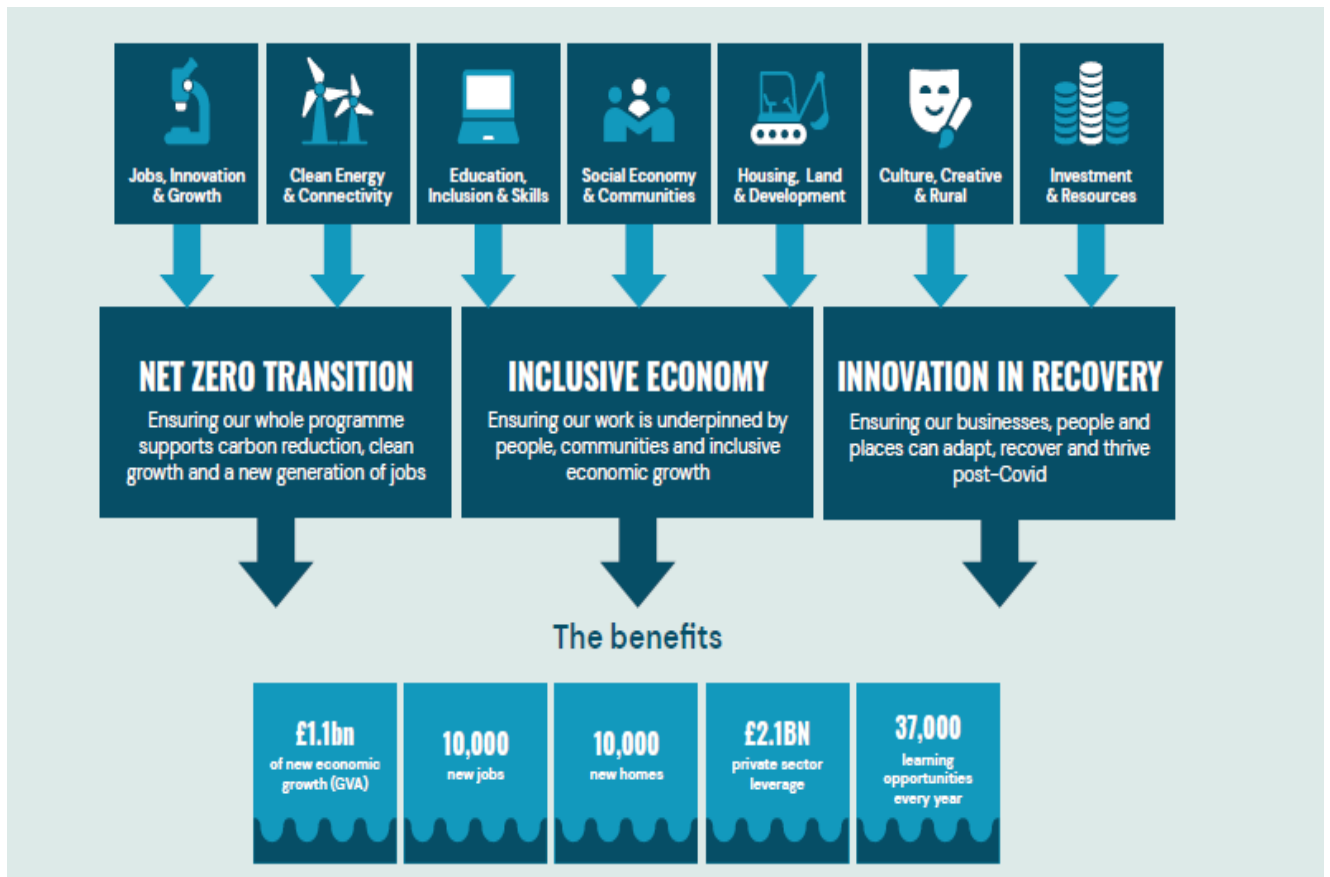 Jobs, Innovation
& Growth
Clean Energy
& Connectivity
Education,
Inclusion & Skills
Social Economy
& Communities
Housing, Land
& Development
Culture, Creative
& Rural
Investment
& Resources
NET ZERO TRANSITION
Ensuring our whole programme
supports carbon reduction, clean
growth and a new generation of jobs
INCLUSIVE ECONOMY
Ensuring our work is underpinned by
people, communities and inclusive
economic growth
INNOVATION IN RECOVERY
Ensuring our businesses, people and
places can adapt, recover and thrive
post-Covid
The benefits
£1.1bn
of new economic
growth (GVA)
10,000
new jobs
10,000
new homes
£2.1BN
private sector
leverage
37,000
learning
opportunities
every year